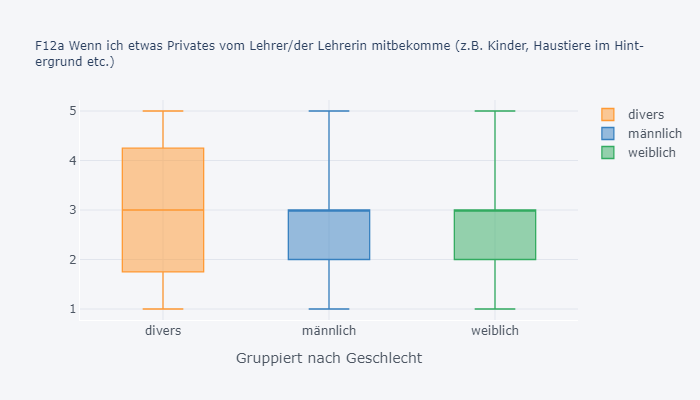 F12a Wenn ich etwas Privates vom Lehrer/der Lehrerin mitbekomme (z.B. Kinder, Haustiere im Hint-
ergrund etc.)
5
4
3
2
1
divers
männlich
weiblich
divers männlich weiblich
Gruppiert nach Geschlecht